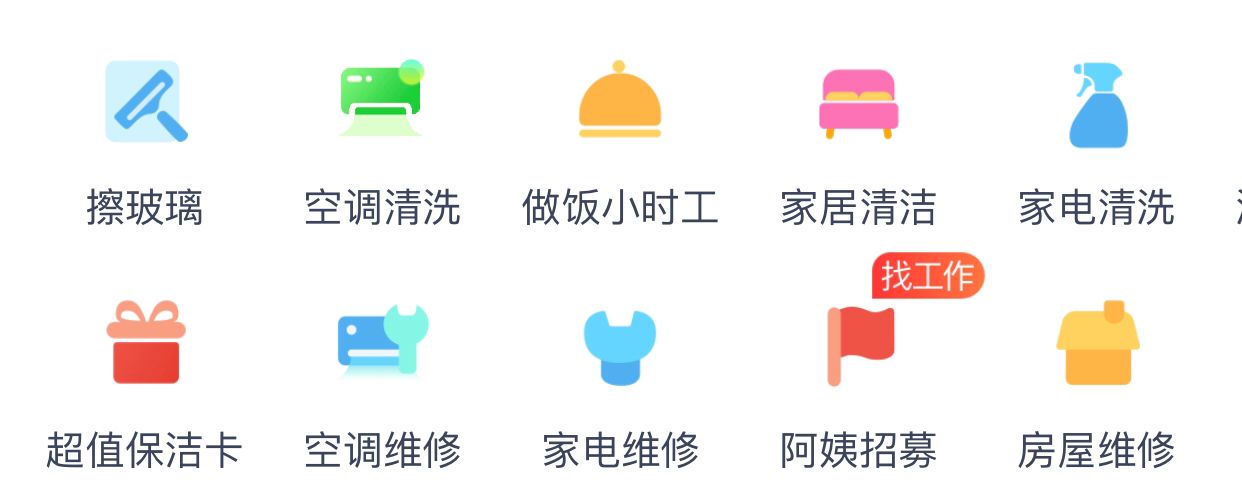 擦玻璃
空调清洗
做饭小时工
家居清洁
家电清洗
找工作
超值保洁卡
空调维修
家电维修
阿姨招募
房屋维修